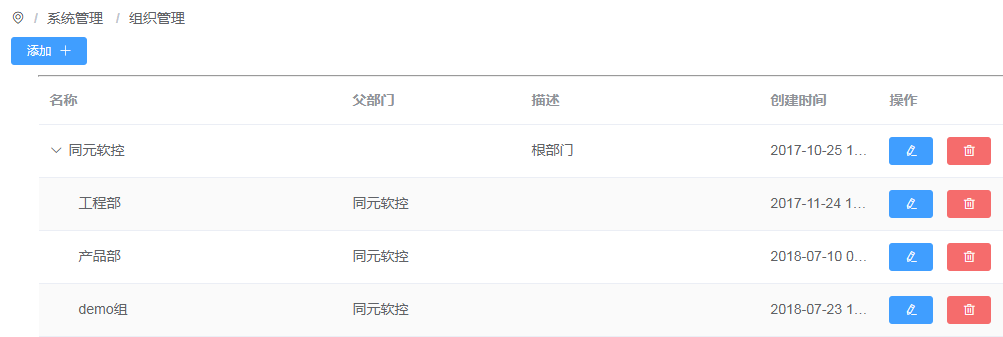 / 系统管理 / 组织管理
添加
名称 父部门 描述 创建时间 操作
同元软控 根部门 2017-10-25 1...
工程部 同元软控 2017-11-24 1...
产品部 同元软控 2018-07-10 0...
demo组 同元软控 2018-07-23 1...